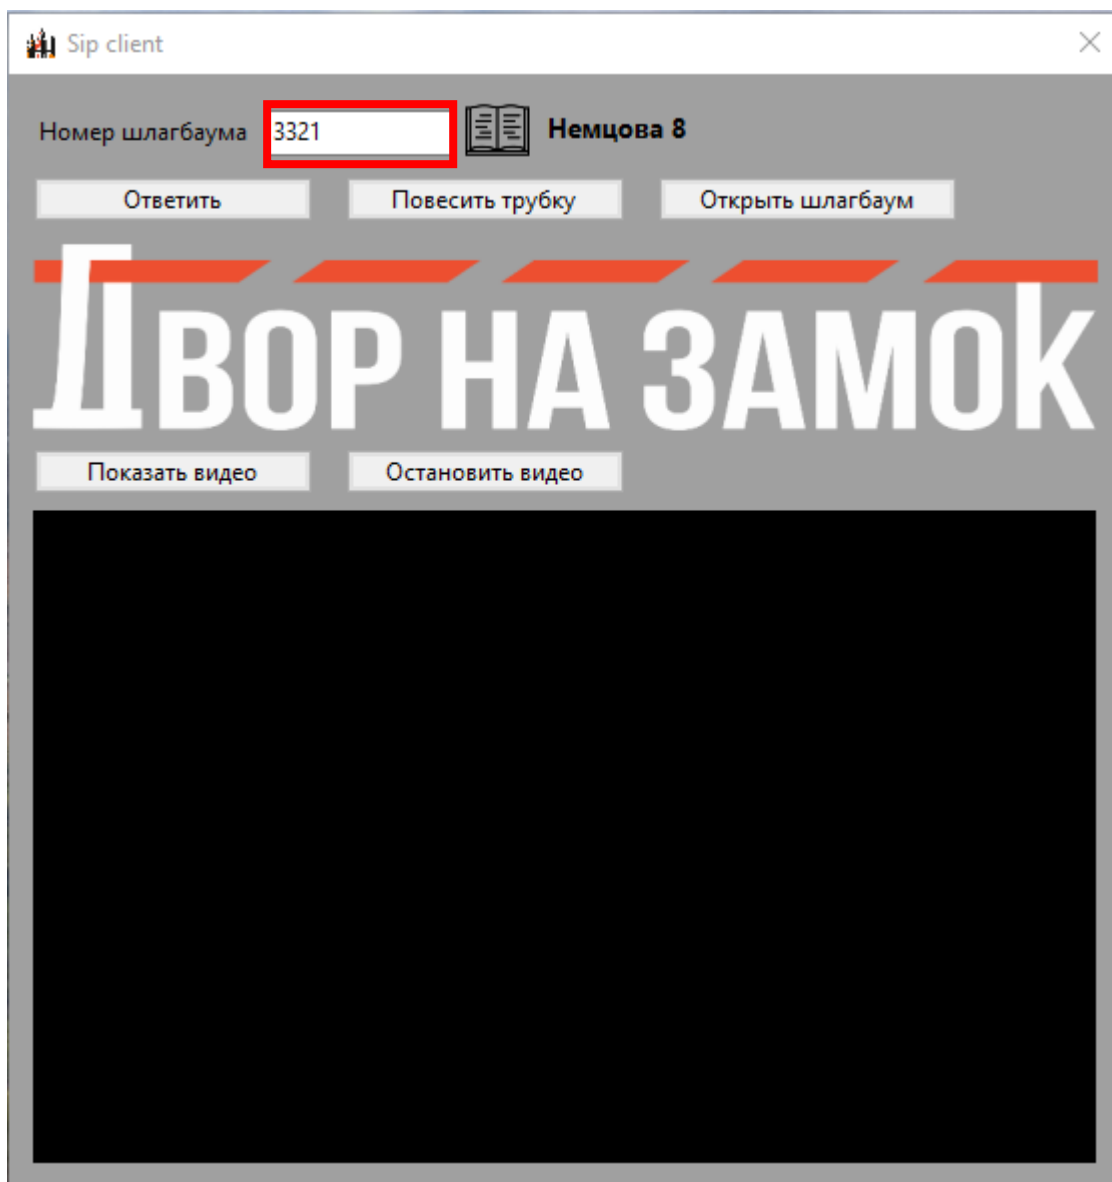 Sip client
Номер шлагбаума 3321 Немцова 8
Ответить Повесить трубку Открыть шлагбаум
ДВОР НА ЗАМОК
Показать видео Остановить видео